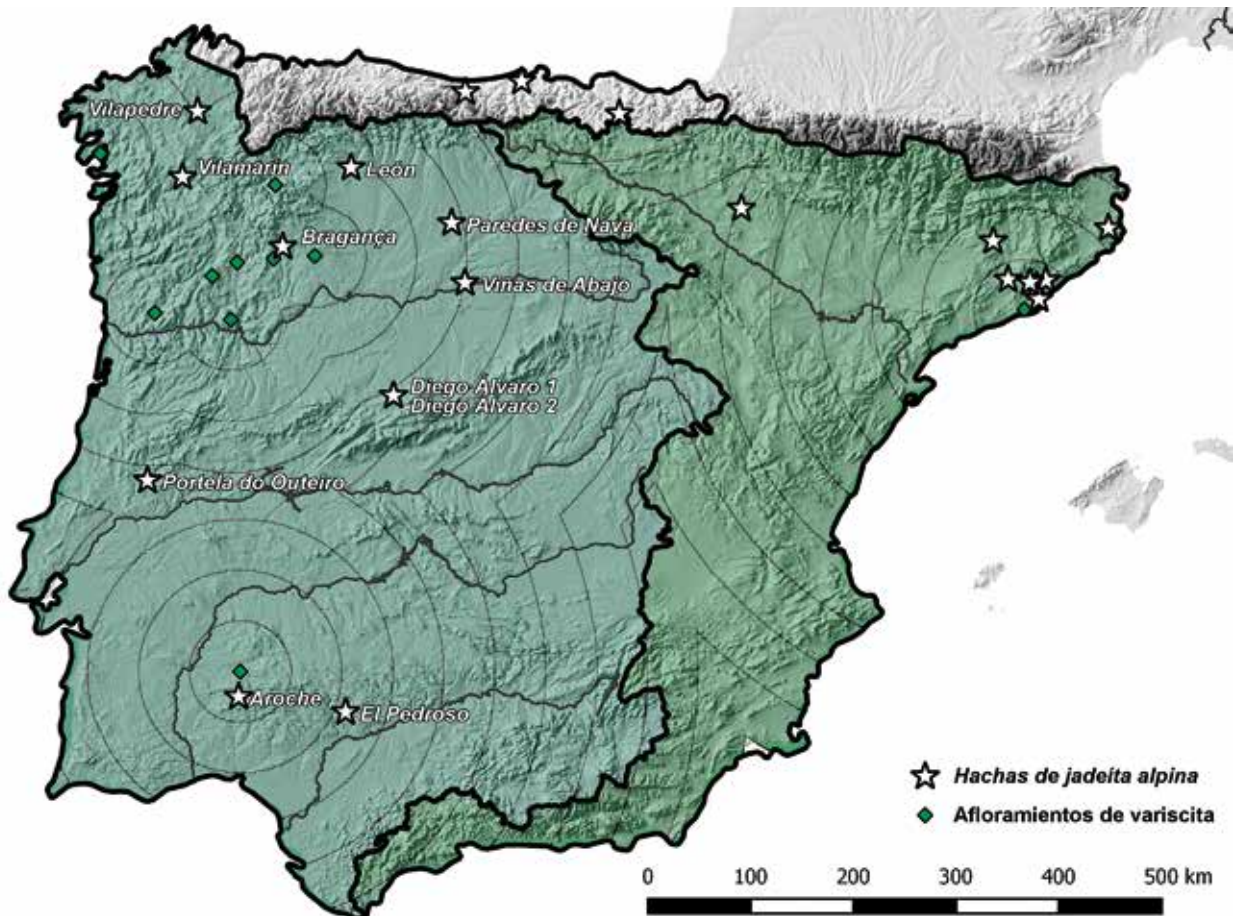 Vilapedre
Vilamarín
León
Bragança
Paredes de Nava
Viñas de Abajo
Diego Álvaro 1
Diego Álvaro 2
Portela do Outeiro
Aroche
El Pedroso
Hachas de jadeíta alpina
Afloramientos de variscita
0 100 200 300 400 500 km